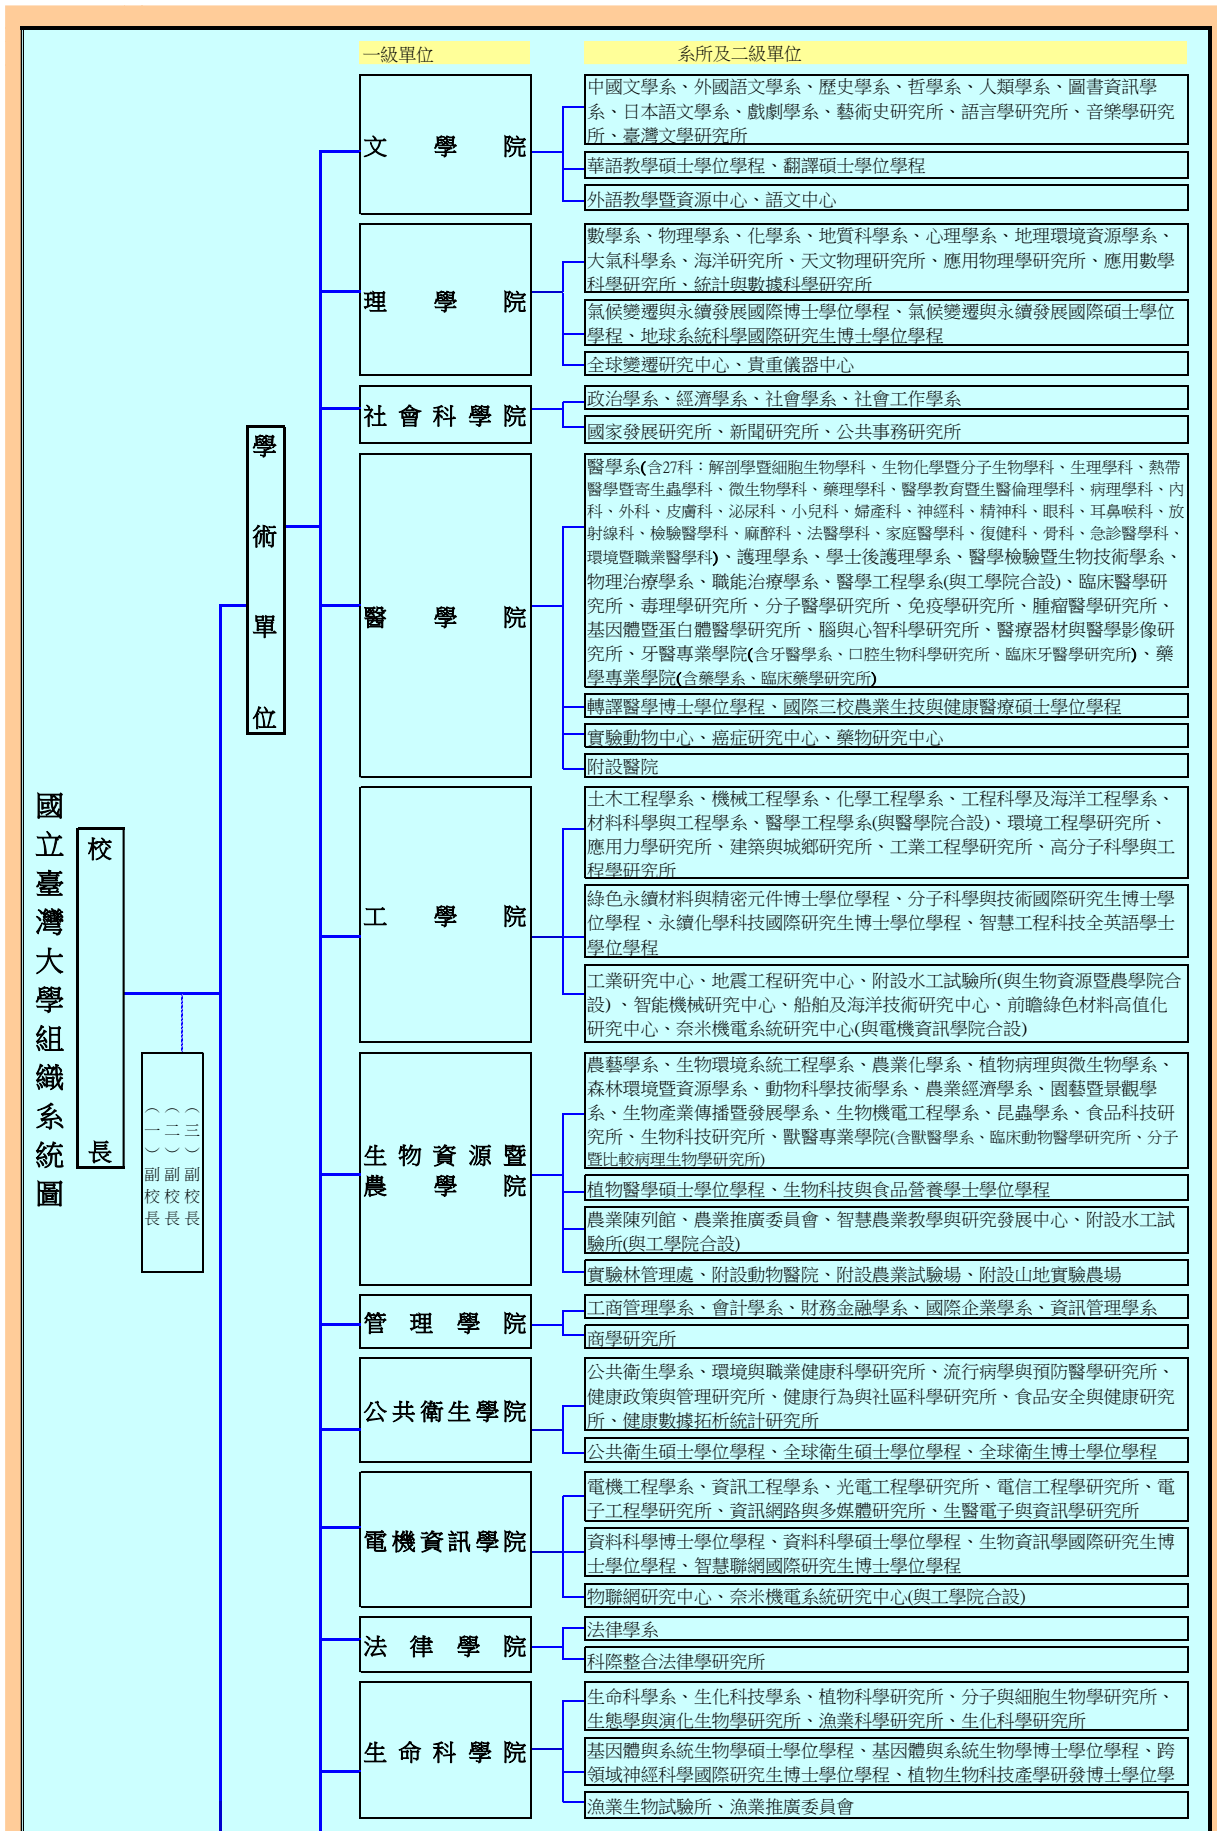 一級單位
系所及二級單位
國立臺灣大學組織系統圖
校長
（一）副校長
（二）副校長
（三）副校長
學術單位
文學院
中國文學系、外國語文學系、歷史學系、哲學系、人類學系、圖書資訊學
系、日本語文學系、戲劇學系、藝術史研究所、語言學研究所、音樂學研究
所、臺灣文學研究所
華語教學碩士學位學程、翻譯碩士學位學程
外語教學暨資源中心、語文中心
理學院
數學系、物理學系、化學系、地質科學系、心理學系、地理環境資源學系、
大氣科學系、海洋研究所、天文物理研究所、應用物理學研究所、應用數學
科學研究所、統計與數據科學研究所
氣候變遷與永續發展國際博士學位學程、氣候變遷與永續發展國際碩士學位
學程、地球系統科學國際研究生博士學位學程
全球變遷研究中心、貴重儀器中心
社會科學院
政治學系、經濟學系、社會學系、社會工作學系
國家發展研究所、新聞研究所、公共事務研究所
醫學院
醫學系(含27科：解剖學暨細胞生物學科、生物化學暨分子生物學科、生理學科、熱帶
醫學暨寄生蟲學科、微生物學科、藥理學科、醫學教育暨生醫倫理學科、病理學科、內
科、外科、皮膚科、泌尿科、小兒科、婦產科、神經科、精神科、眼科、耳鼻喉科、放
射線科、檢驗醫學科、麻醉科、法醫學科、家庭醫學科、復健科、骨科、急診醫學科、
環境暨職業醫學科)、護理學系、學士後護理學系、醫學檢驗暨生物技術學系、
物理治療學系、職能治療學系、醫學工程學系(與工學院合設)、臨床醫學研
究所、毒理學研究所、分子醫學研究所、免疫學研究所、腫瘤醫學研究所、
基因體暨蛋白體醫學研究所、腦與心智科學研究所、醫療器材與醫學影像研
究所、牙醫專業學院(含牙醫學系、口腔生物科學研究所、臨床牙醫學研究所)、藥
學專業學院(含藥學系、臨床藥學研究所)
轉譯醫學博士學位學程、國際三校農業生技與健康醫療碩士學位學程
實驗動物中心、癌症研究中心、藥物研究中心
附設醫院
工學院
土木工程學系、機械工程學系、化學工程學系、工程科學及海洋工程學系、
材料科學與工程學系、醫學工程學系(與醫學院合設)、環境工程學研究所、
應用力學研究所、建築與城鄉研究所、工業工程學研究所、高分子科學與工
程學研究所
綠色永續材料與精密元件博士學位學程、分子科學與技術國際研究生博士學
位學程、永續化學科技國際研究生博士學位學程、智慧工程科技全英語學士
學位學程
工業研究中心、地震工程研究中心、附設水工試驗所(與生物資源暨農學院合
設) 、智能機械研究中心、船舶及海洋技術研究中心、前瞻綠色材料高值化
研究中心、奈米機電系統研究中心(與電機資訊學院合設)
生物資源暨
農學院
農藝學系、生物環境系統工程學系、農業化學系、植物病理與微生物學系、
森林環境暨資源學系、動物科學技術學系、農業經濟學系、園藝暨景觀學
系、生物產業傳播暨發展學系、生物機電工程學系、昆蟲學系、食品科技研
究所、生物科技研究所、獸醫專業學院(含獸醫學系、臨床動物醫學研究所、分子
暨比較病理生物學研究所)
植物醫學碩士學位學程、生物科技與食品營養學士學位學程
農業陳列館、農業推廣委員會、智慧農業教學與研究發展中心、附設水工試
驗所(與工學院合設)
實驗林管理處、附設動物醫院、附設農業試驗場、附設山地實驗農場
管理學院
工商管理學系、會計學系、財務金融學系、國際企業學系、資訊管理學系
商學研究所
公共衛生學院
公共衛生學系、環境與職業健康科學研究所、流行病學與預防醫學研究所、
健康政策與管理研究所、健康行為與社區科學研究所、食品安全與健康研究
所、健康數據拓析統計研究所
公共衛生碩士學位學程、全球衛生碩士學位學程、全球衛生博士學位學程
電機資訊學院
電機工程學系、資訊工程學系、光電工程學研究所、電信工程學研究所、電
子工程學研究所、資訊網路與多媒體研究所、生醫電子與資訊學研究所
資料科學博士學位學程、資料科學碩士學位學程、生物資訊學國際研究生博
士學位學程、智慧聯網國際研究生博士學位學程
物聯網研究中心、奈米機電系統研究中心(與工學院合設)
法律學院
法律學系
科際整合法律學研究所
生命科學院
生命科學系、生化科技學系、植物科學研究所、分子與細胞生物學研究所、
生態學與演化生物學研究所、漁業科學研究所、生化科學研究所
基因體與系統生物學碩士學位學程、基因體與系統生物學博士學位學程、跨
領域神經科學國際研究生博士學位學程、植物生物科技產學研發博士學位學
漁業生物試驗所、漁業推廣委員會